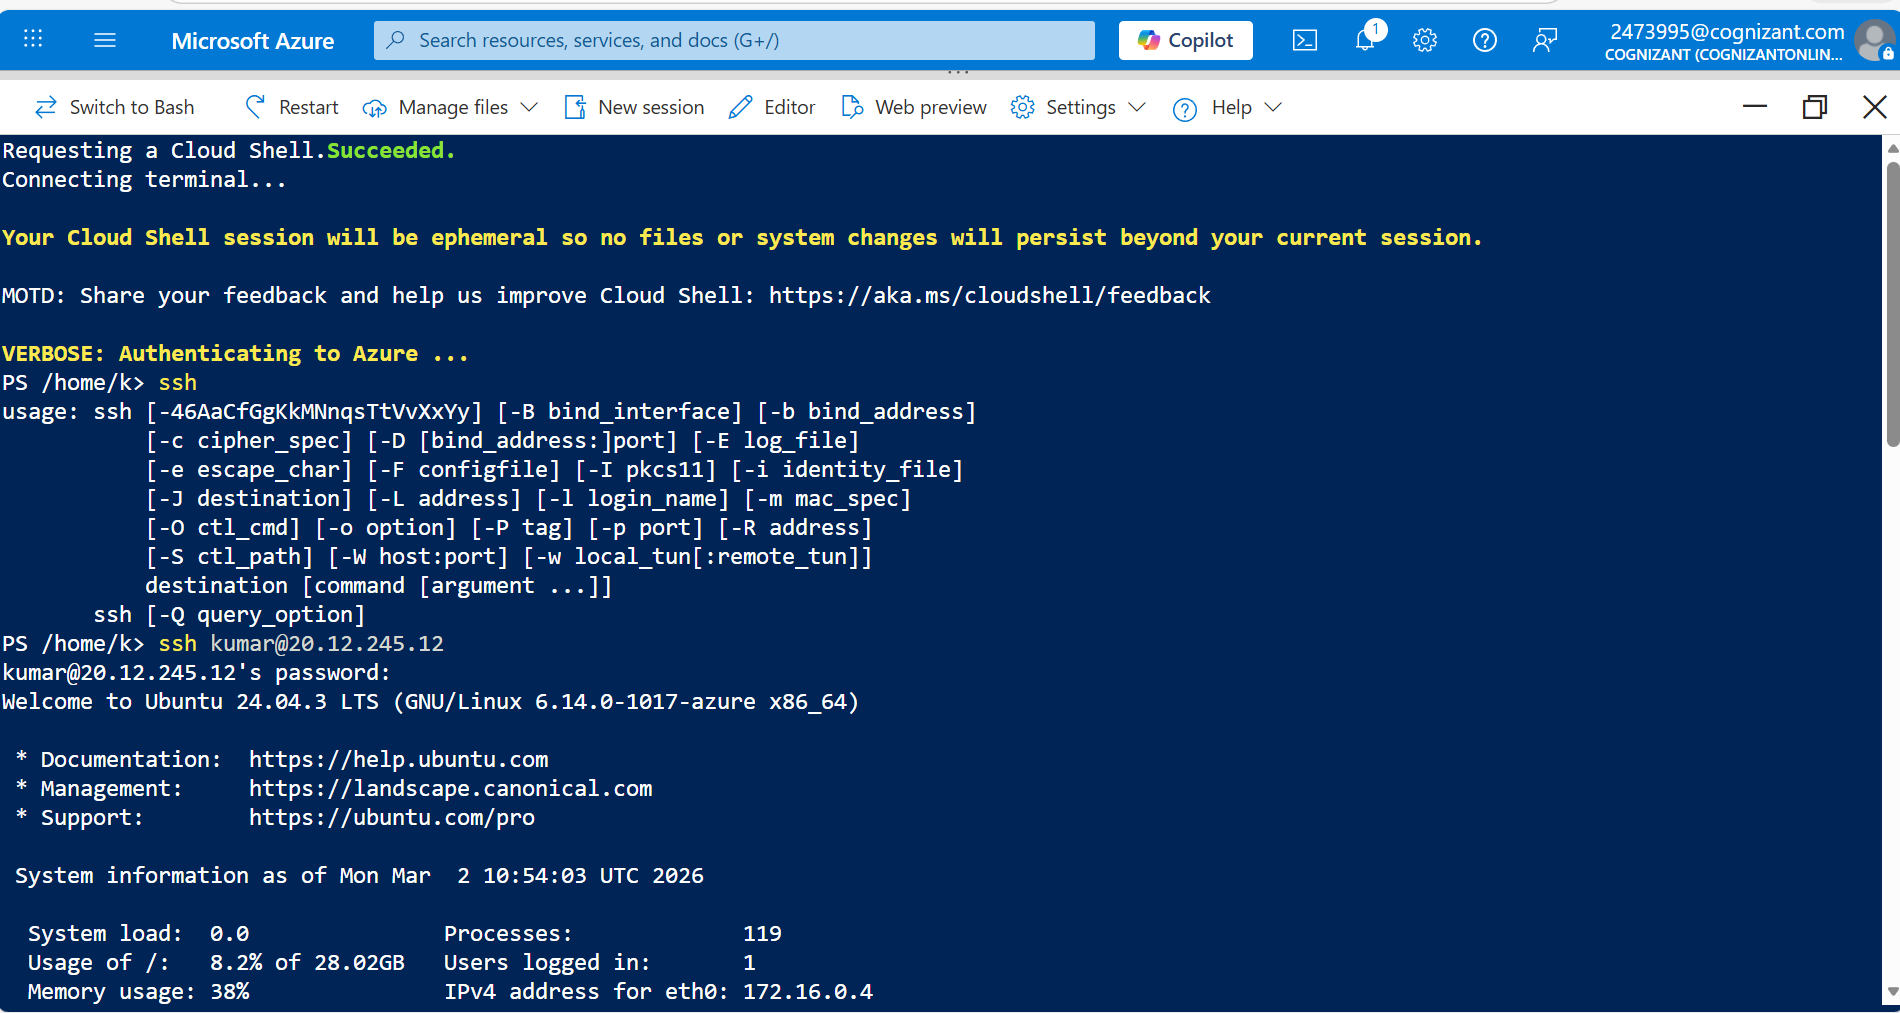 Microsoft Azure
Search resources, services, and docs (G+/)
Copilot
1
2473995@cognizant.com
COGNIZANT (COGNIZANTONLIN...
Switch to Bash
Restart
Manage files
New session
Editor
Web preview
Settings
Help
Requesting a Cloud Shell.Succeeded.
Connecting terminal...
Your Cloud Shell session will be ephemeral so no files or system changes will persist beyond your current session.
MOTD: Share your feedback and help us improve Cloud Shell: https://aka.ms/cloudshell/feedback
VERBOSE: Authenticating to Azure ...
PS /home/k> ssh
usage: ssh [-46AaCfGgKkMNnqsTtVvXxYy] [-B bind_interface] [-b bind_address]
           [-c cipher_spec] [-D [bind_address:]port] [-E log_file]
           [-e escape_char] [-F configfile] [-I pkcs11] [-i identity_file]
           [-J destination] [-L address] [-l login_name] [-m mac_spec]
           [-O ctl_cmd] [-o option] [-P tag] [-p port] [-R address]
           [-S ctl_path] [-W host:port] [-w local_tun[:remote_tun]]
           destination [command [argument ...]]
       ssh [-Q query_option]
PS /home/k> ssh kumar@20.12.245.12
kumar@20.12.245.12's password:
Welcome to Ubuntu 24.04.3 LTS (GNU/Linux 6.14.0-1017-azure x86_64)
 * Documentation:  https://help.ubuntu.com
 * Management:     https://landscape.canonical.com
 * Support:        https://ubuntu.com/pro
 System information as of Mon Mar  2 10:54:03 UTC 2026
  System load:  0.0               Processes:             119
  Usage of /:   8.2% of 28.02GB   Users logged in:       1
  Memory usage: 38%               IPv4 address for eth0: 172.16.0.4